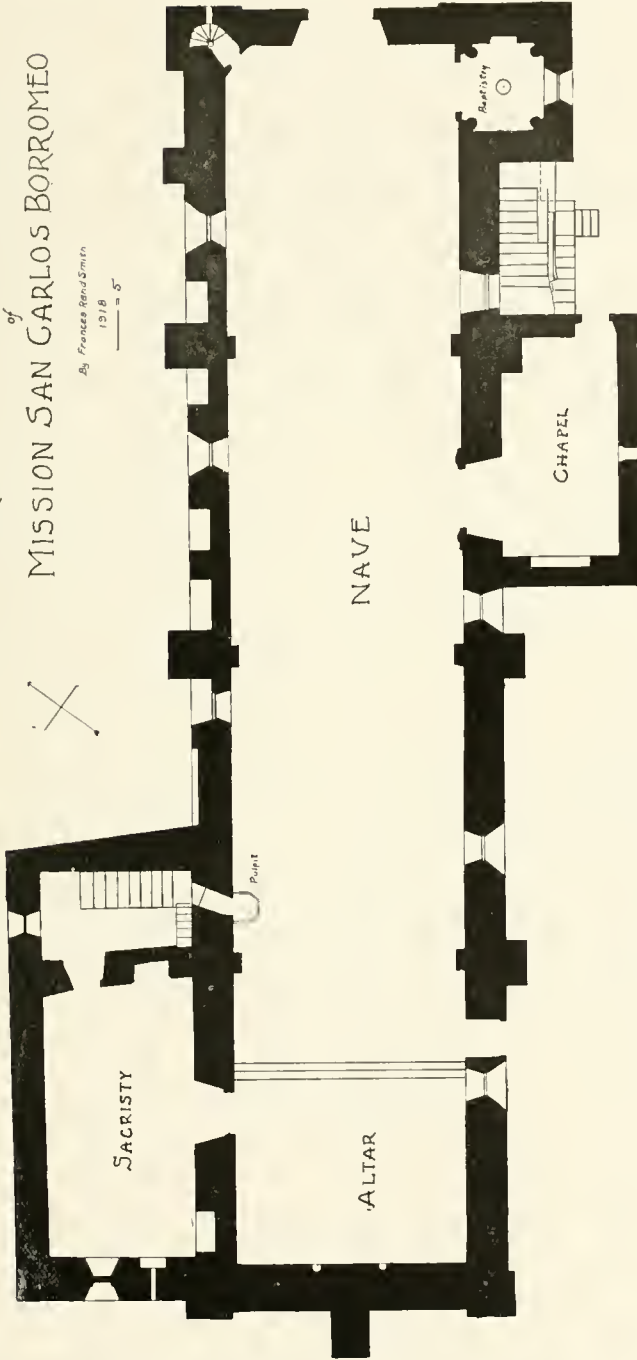 of
MISSION SAN CARLOS BORROMEO
By Frances Rand Smith
1918
= 5'
Baptistry
CHAPEL
NAVE
Pulpit
SACRISTY
ALTAR